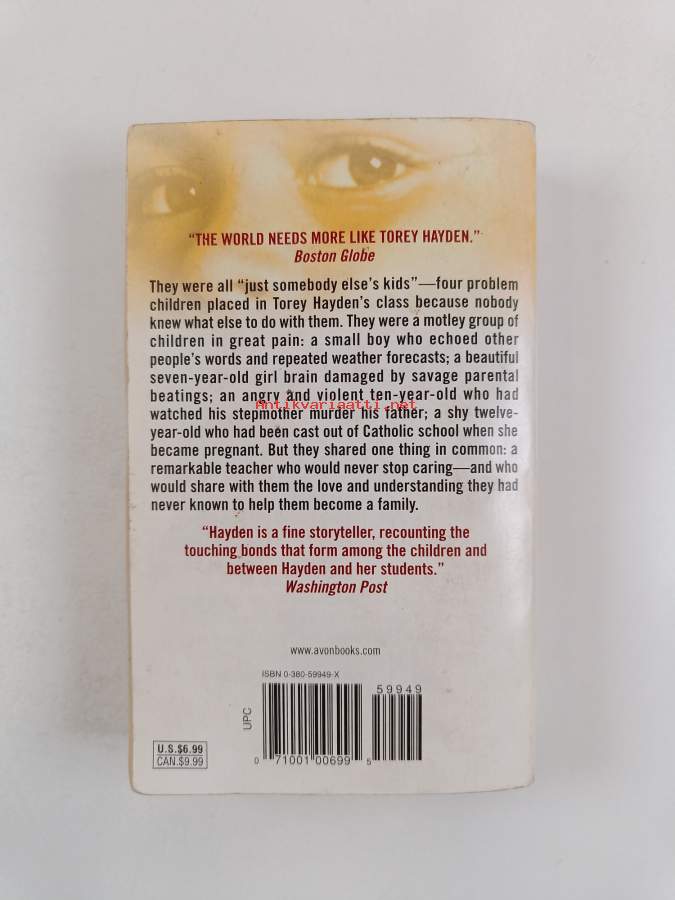 “THE WORLD NEEDS MORE LIKE TOREY HAYDEN.”
Boston Globe
They were all “just somebody else’s kids”—four problem
children placed in Torey Hayden’s class because nobody
knew what else to do with them. They were a motley group of
children in great pain: a small boy who echoed other
people’s words and repeated weather forecasts; a beautiful
seven-year-old girl brain damaged by savage parental
beatings; an angry and violent ten-year-old who had
Antikvariaatti.net
watched his stepmother murder his father; a shy twelve-
year-old who had been cast out of Catholic school when she
became pregnant. But they shared one thing in common: a
remarkable teacher who would never stop caring—and who
would share with them the love and understanding they had
never known to help them become a family.
“Hayden is a fine storyteller, recounting the
touching bonds that form among the children and
between Hayden and her students.”
Washington Post
www.avonbooks.com
ISBN 0-380-59949-X
59949
UPC
U.S.$6.99
CAN.$9.99
0 71001 00699 5